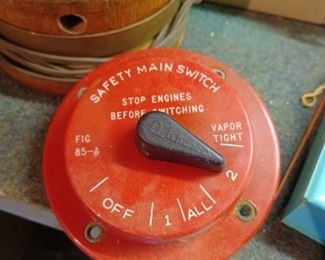 SAFETY MAIN SWITCH
STOP ENGINES
BEFORE SWITCHING
FIG
85-A
VAPOR
TIGHT
OFF
1
ALL
2